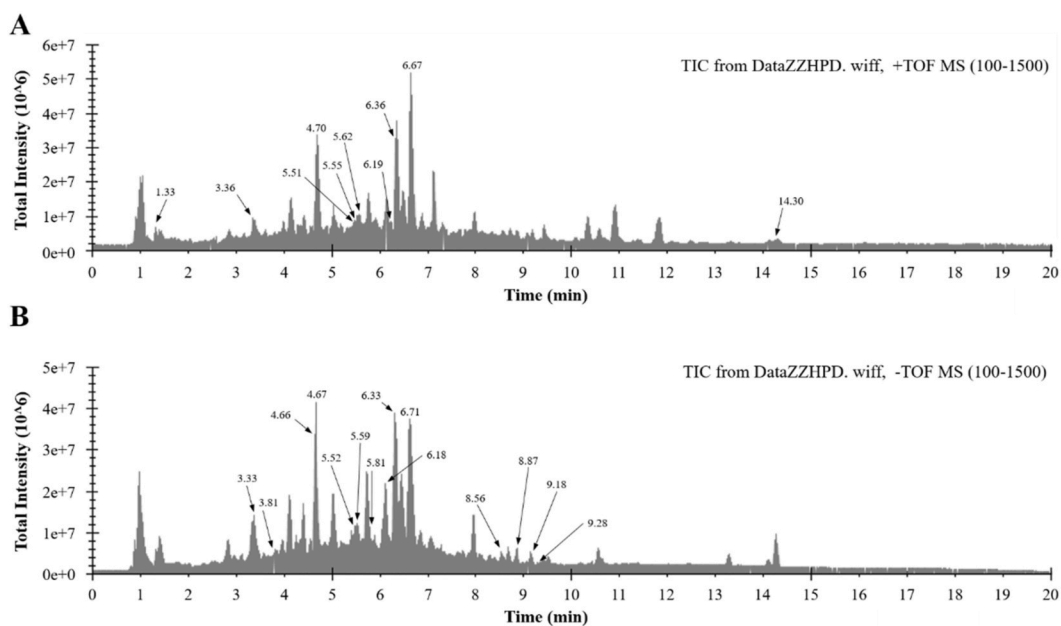 A
6e+7
5e+7
4e+7
3e+7
2e+7
1e+7
0e+0
Total Intensity (10^6)
TIC from DataZZHPD. wiff, +TOF MS (100-1500)
1.33
3.36
4.70
5.51
5.55
5.62
6.19
6.36
6.67
14.30
0 1 2 3 4 5 6 7 8 9 10 11 12 13 14 15 16 17 18 19 20
Time (min)
B
5e+7
4e+7
3e+7
2e+7
1e+7
0e+0
Total Intensity (10^6)
TIC from DataZZHPD. wiff, -TOF MS (100-1500)
3.33
3.81
4.66
4.67
5.52
5.59
5.81
6.33
6.71
6.18
8.56
8.87
9.18
9.28
0 1 2 3 4 5 6 7 8 9 10 11 12 13 14 15 16 17 18 19 20
Time (min)